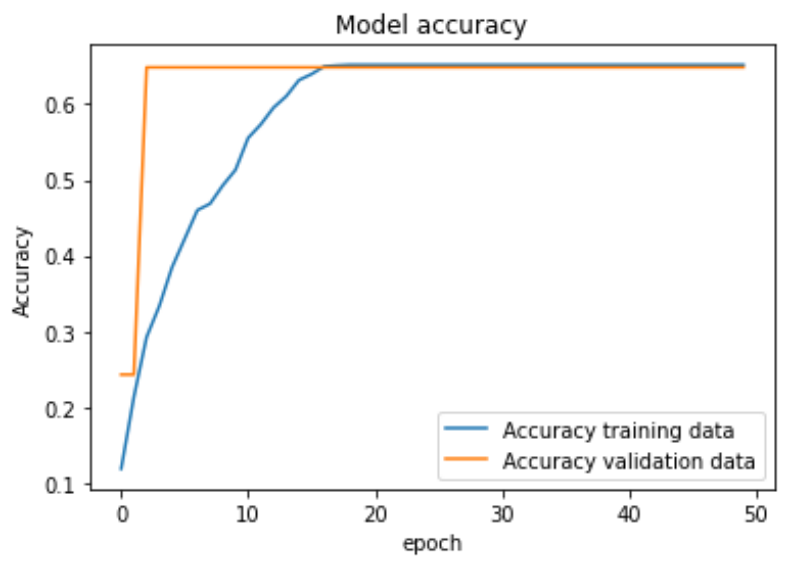 Model accuracy
Accuracy
0.6
0.5
0.4
0.3
0.2
0.1
Accuracy training data
Accuracy validation data
0 10 20 30 40 50
epoch